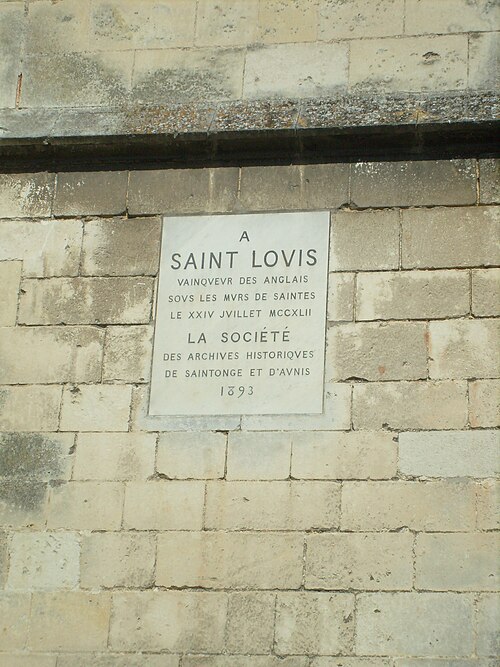 A
SAINT LOVIS
VAINQVEVR DES ANGLAIS
SOVS LES MVRS DE SAINTES
LE XXIV JVILLET MCCXLII
LA SOCIÉTÉ
DES ARCHIVES HISTORIQVES
DE SAINTONGE ET D'AVNIS
1893